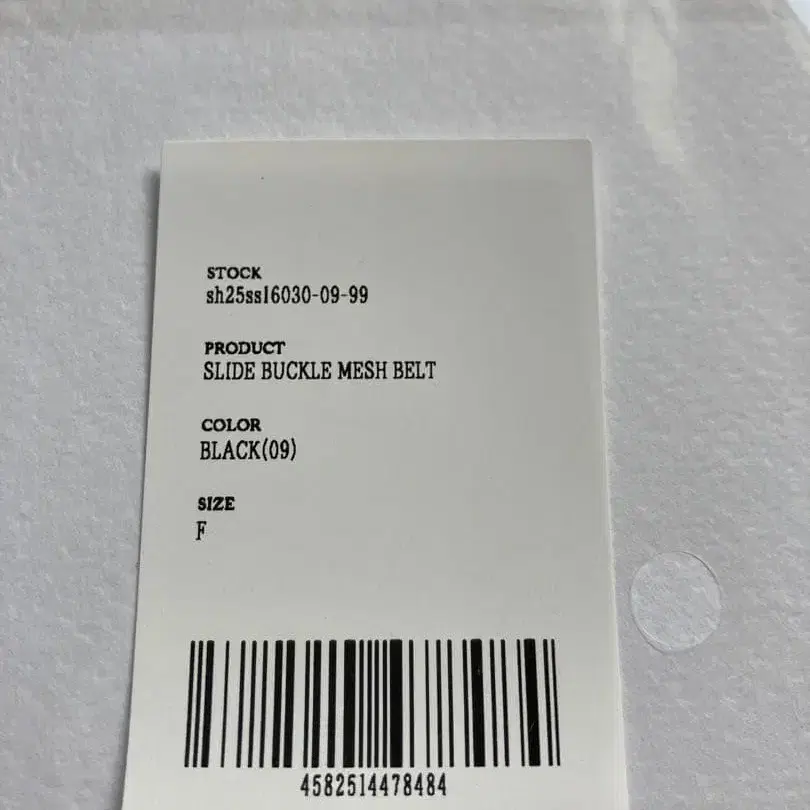 STOCK
sh25ss16030-09-99
PRODUCT
SLIDE BUCKLE MESH BELT
COLOR
BLACK(09)
SIZE
F
4582514478484